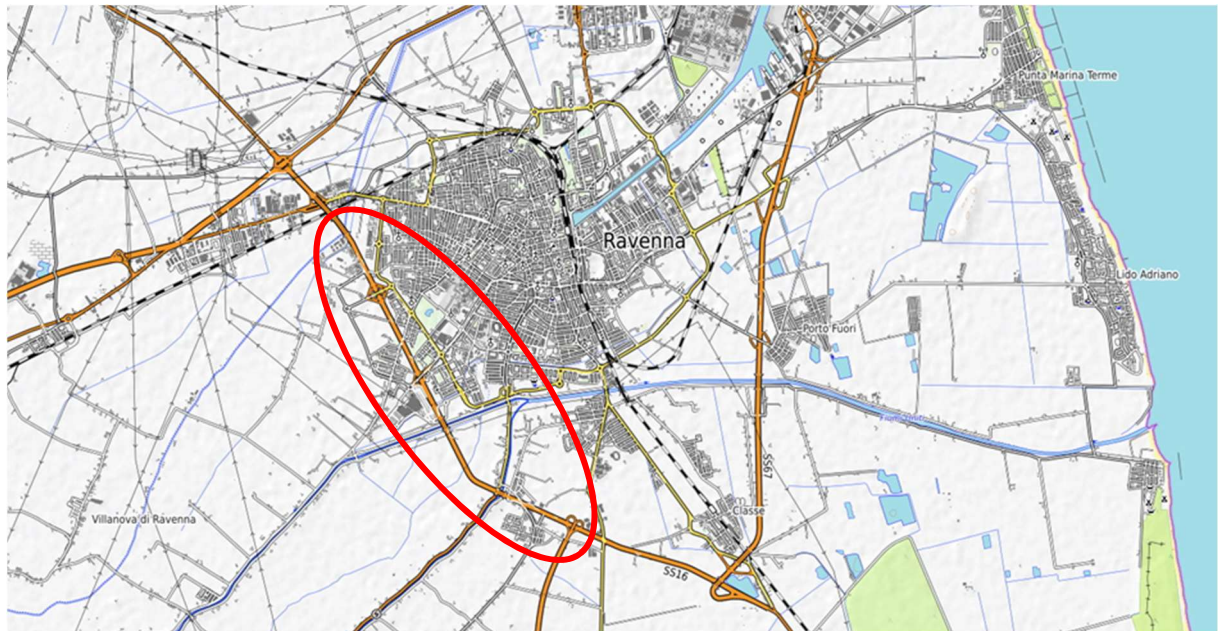 Punta Marina Terme
Ravenna
Lido Adriano
Porto Fuori
SS67
Classe
Villanova di Ravenna
SS16